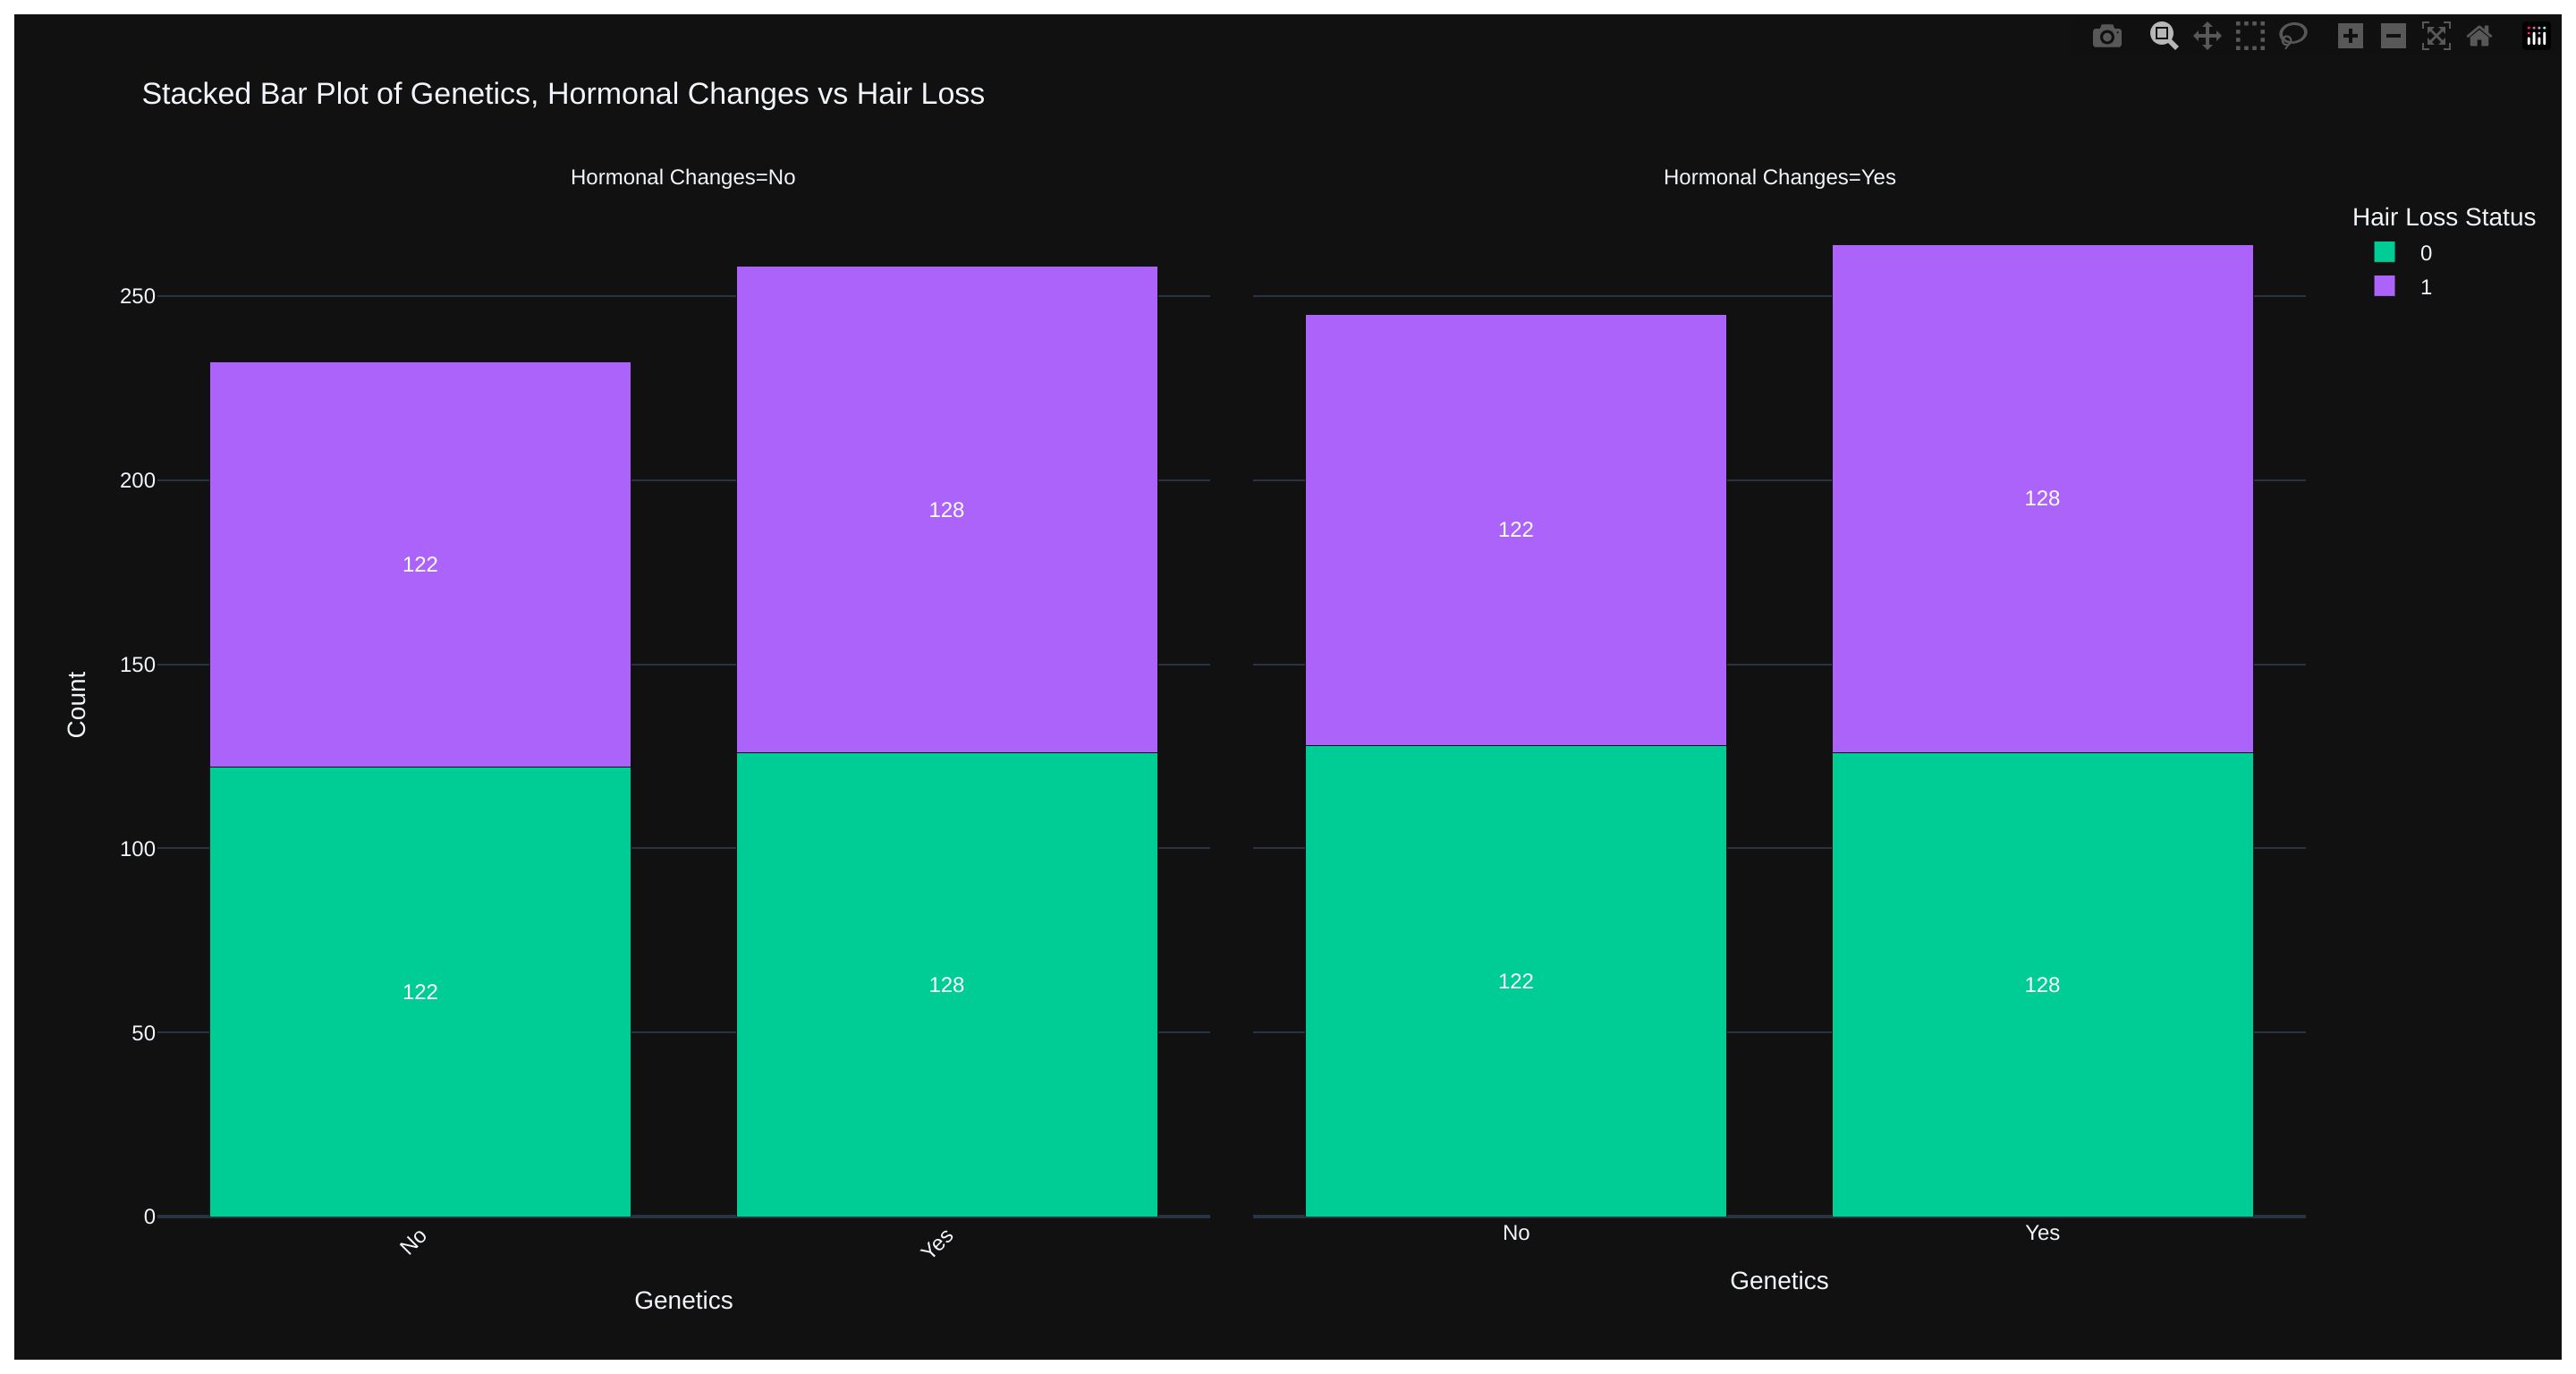 Stacked Bar Plot of Genetics, Hormonal Changes vs Hair Loss
Hormonal Changes=No
Hormonal Changes=Yes
Hair Loss Status
0
1
250
200
150
100
50
0
Count
122
128
122
128
122
128
122
128
No
Yes
No
Yes
Genetics
Genetics